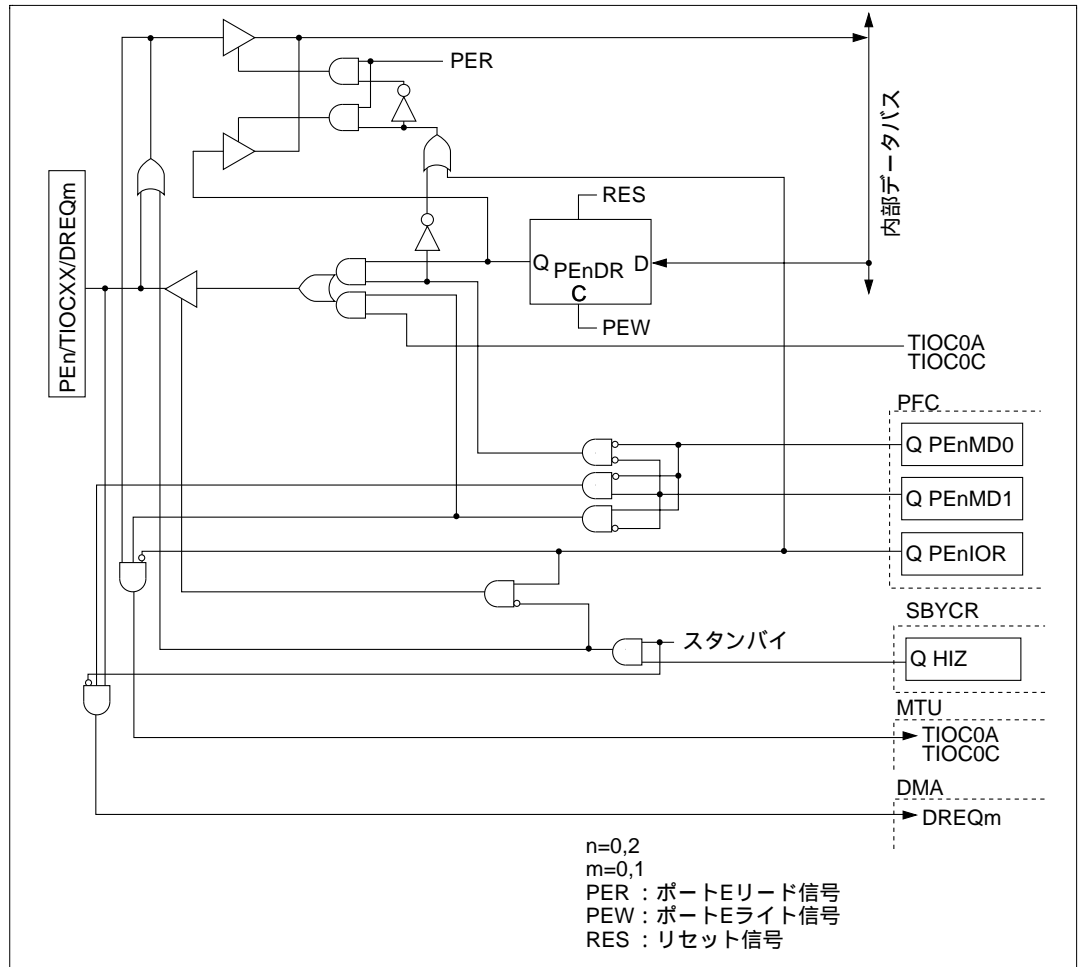 PER
内部データバス
RES
PEn/TIOCXX/DREQm
Q PEnDR D
C
PEW
TIOC0A
TIOC0C
PFC
Q PEnMD0
Q PEnMD1
Q PEnIOR
SBYCR
スタンバイ
Q HIZ
MTU
TIOC0A
TIOC0C
DMA
DREQm
n=0,2
m=0,1
PER : ポートEリード信号
PEW : ポートEライト信号
RES : リセット信号